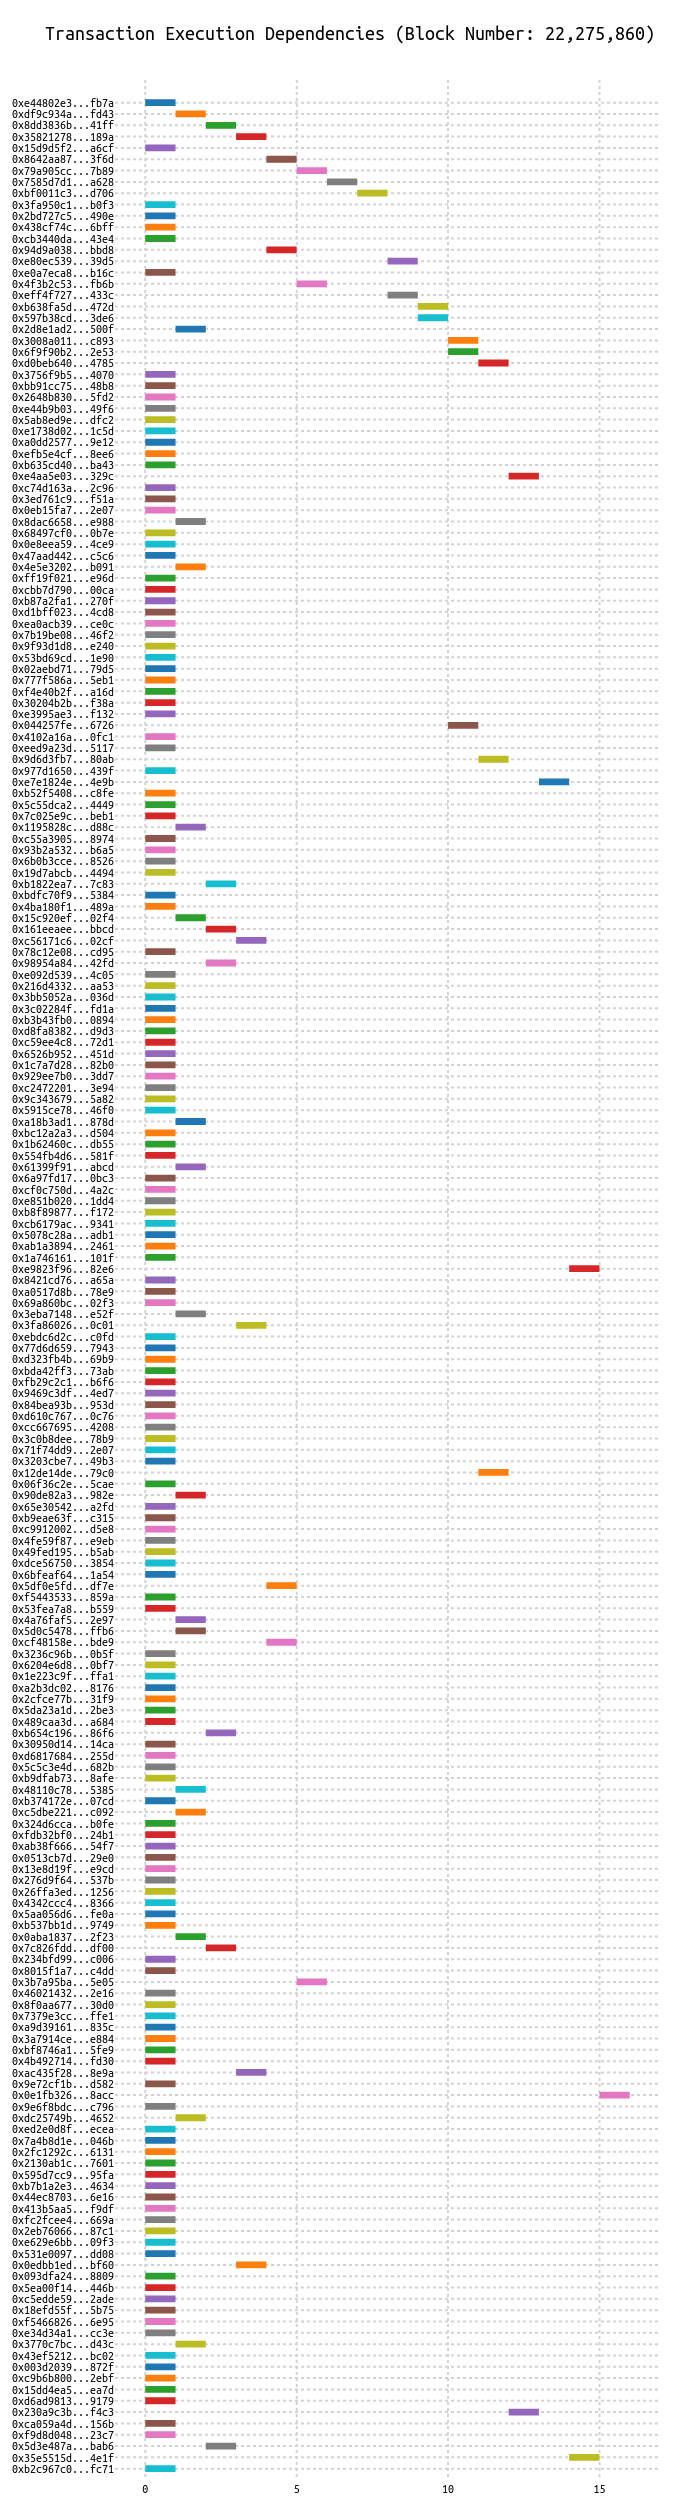 Transaction Execution Dependencies (Block Number: 22,275,860)
0xe44802e3...fb7a
0xdf9c934a...fd43
0x8dd3836b...41ff
0x35821278...189a
0x15d9d5f2...a6cf
0x8642aa87...3f6d
0x79a905cc...7b89
0x7585d7d1...a628
0xbf0011c3...d706
0x3fa950c1...b0f3
0x2bd727c5...490e
0x438cf74c...6bff
0xcb3440da...43e4
0x94d9a038...bbd8
0xe80ec539...39d5
0xe0a7eca8...b16c
0x4f3b2c53...fb6b
0xeff4f727...433c
0xb638fa5d...472d
0x597b38cd...3de6
0x2d8e1ad2...500f
0x3008a011...c893
0x6f9f90b2...2e53
0xd0beb640...4785
0x3756f9b5...4070
0xbb91cc75...48b8
0x2648b830...5fd2
0xe44b9b03...49f6
0x5ab8ed9e...dfc2
0xe1738d02...1c5d
0xa0dd2577...9e12
0xefb5e4cf...8ee6
0xb635cd40...ba43
0xe4aa5e03...329c
0xc74d163a...2c96
0x3ed761c9...f51a
0x0eb15fa7...2e07
0x8dac6658...e988
0x68497cf0...0b7e
0x0e8eea59...4ce9
0x47aad442...c5c6
0x4e5e3202...b091
0xff19f021...e96d
0xcbb7d790...00ca
0xb87a2fa1...270f
0xd1bff023...4cd8
0xea0acb39...ce0c
0x7b19be08...46f2
0x9f93d1d8...e240
0x53bd69cd...1e90
0x02aebd71...79d5
0x777f586a...5eb1
0xf4e40b2f...a16d
0x30204b2b...f38a
0xe3995ae3...f132
0x044257fe...6726
0x4102a16a...0fc1
0xeed9a23d...5117
0x9d6d3fb7...80ab
0x977d1650...439f
0xe7e1824e...4e9b
0xb52f5408...c8fe
0x5c55dca2...4449
0x7c025e9c...beb1
0x1195828c...d88c
0xc55a3905...8974
0x93b2a532...b6a5
0x6b0b3cce...8526
0x19d7abcb...4494
0xb1822ea7...7c83
0xbdfc70f9...5384
0x4ba180f1...489a
0x15c920ef...02f4
0x161eeaee...bbcd
0xc56171c6...02cf
0x78c12e08...cd95
0x98954a84...42fd
0xe092d539...4c05
0x216d4332...aa53
0x3bb5052a...036d
0x3c02284f...fd1a
0xb3b43fb0...0894
0xd8fa8382...d9d3
0xc59ee4c8...72d1
0x6526b952...451d
0x1c7a7d28...82b0
0x929ee7b0...3dd7
0xc2472201...3e94
0x9c343679...5a82
0x5915ce78...46f0
0xa18b3ad1...878d
0xbc12a2a3...d504
0x1b62460c...db55
0x554fb4d6...581f
0x61399f91...abcd
0x6a97fd17...0bc3
0xcf0c750d...4a2c
0xe851b020...1dd4
0xb8f89877...f172
0xcb6179ac...9341
0x5078c28a...adb1
0xab1a3894...2461
0x1a746161...101f
0xe9823f96...82e6
0x8421cd76...a65a
0xa0517d8b...78e9
0x69a860bc...02f3
0x3eba7148...e52f
0x3fa86026...0c01
0xebdc6d2c...c0fd
0x77d6d659...7943
0xd323fb4b...69b9
0xbda42ff3...73ab
0xfb29c2c1...b6f6
0x9469c3df...4ed7
0x84bea93b...953d
0xd610c767...0c76
0xcc667695...4208
0x3c0b8dee...78b9
0x71f74dd9...2e07
0x3203cbe7...49b3
0x12de14de...79c0
0x06f36c2e...5cae
0x90de82a3...982e
0x65e30542...a2fd
0xb9eae63f...c315
0xc9912002...d5e8
0x4fe59f87...e9eb
0x49fed195...b5ab
0xdce56750...3854
0x6bfeaf64...1a54
0x5df0e5fd...df7e
0xf5443533...859a
0x53fea7a8...b559
0x4a76faf5...2e97
0x5d0c5478...ffb6
0xcf48158e...bde9
0x3236c96b...0b5f
0x6204e6d8...0bf7
0x1e223c9f...ffa1
0xa2b3dc02...8176
0x2cfce77b...31f9
0x5da23a1d...2be3
0x489caa3d...a684
0xb654c196...86f6
0x30950d14...14ca
0xd6817684...255d
0x5c5c3e4d...682b
0xb9dfab73...8afe
0x48110c78...5385
0xb374172e...07cd
0xc5dbe221...c092
0x324d6cca...b0fe
0xfdb32bf0...24b1
0xab38f666...54f7
0x0513cb7d...29e0
0x13e8d19f...e9cd
0x276d9f64...537b
0x26ffa3ed...1256
0x4342ccc4...8366
0x5aa056d6...fe0a
0xb537bb1d...9749
0x0aba1837...2f23
0x7c826fdd...df00
0x234bfd99...c006
0x8015f1a7...c4dd
0x3b7a95ba...5e05
0x46021432...2e16
0x8f0aa677...30d0
0x7379e3cc...ffe1
0xa9d39161...835c
0x3a7914ce...e884
0xbf8746a1...5fe9
0x4b492714...fd30
0xac435f28...8e9a
0x9e72cf1b...d582
0x0e1fb326...8acc
0x9e6f8bdc...c796
0xdc25749b...4652
0xed2e0d8f...ecea
0x7a4b8d1e...046b
0x2fc1292c...6131
0x2130ab1c...7601
0x595d7cc9...95fa
0xb7b1a2e3...4634
0x44ec8703...6e16
0x413b5aa5...f9df
0xfc2fcee4...669a
0x2eb76066...87c1
0xe629e6bb...09f3
0x531e0097...dd08
0x0edbb1ed...bf60
0x093dfa24...8809
0x5ea00f14...446b
0xc5edde59...2ade
0x18efd55f...5b75
0xf5466826...6e95
0xe34d34a1...cc3e
0x3770c7bc...d43c
0x43ef5212...bc02
0x003d2039...872f
0xc9b6b800...2ebf
0x15dd4ea5...ea7d
0xd6ad9813...9179
0x230a9c3b...f4c3
0xca059a4d...156b
0xf9d8d048...23c7
0x5d3e487a...bab6
0x35e5515d...4e1f
0xb2c967c0...fc71
0 5 10 15